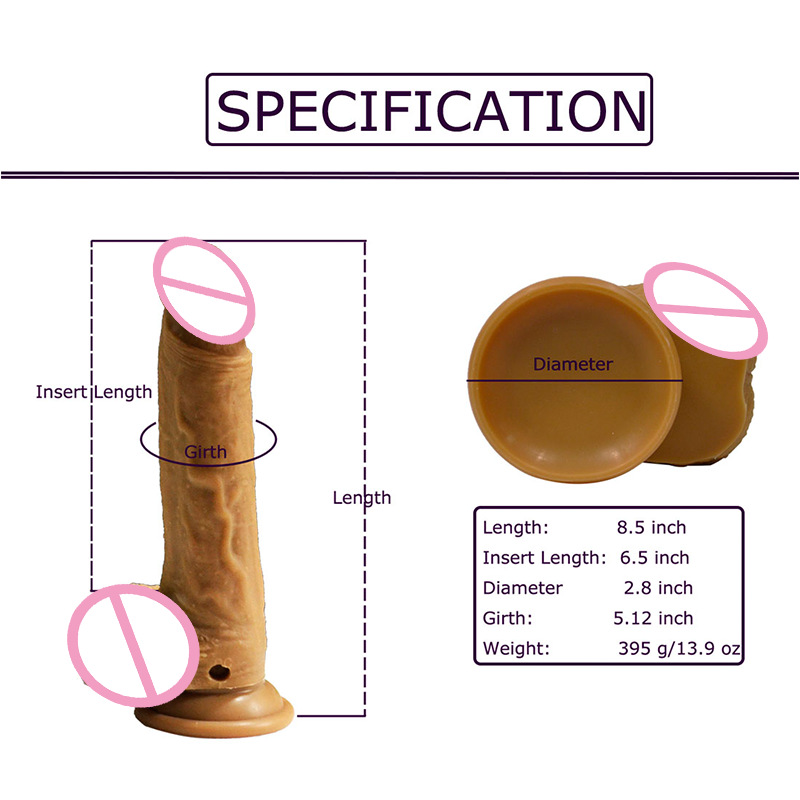 SPECIFICATION
Insert Length
Girth
Length
Diameter
Length: 8.5 inch
Insert Length: 6.5 inch
Diameter 2.8 inch
Girth: 5.12 inch
Weight: 395 g/13.9 oz